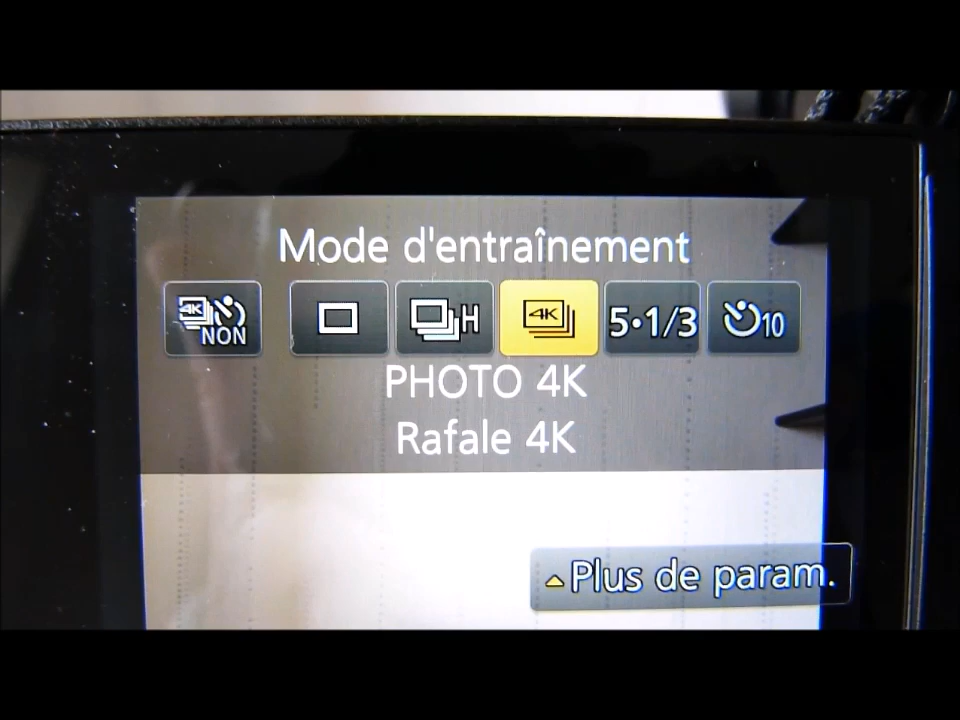 Mode d'entraînement
4K NON H 4K 5•1/3 10
PHOTO 4K
Rafale 4K
Plus de param.